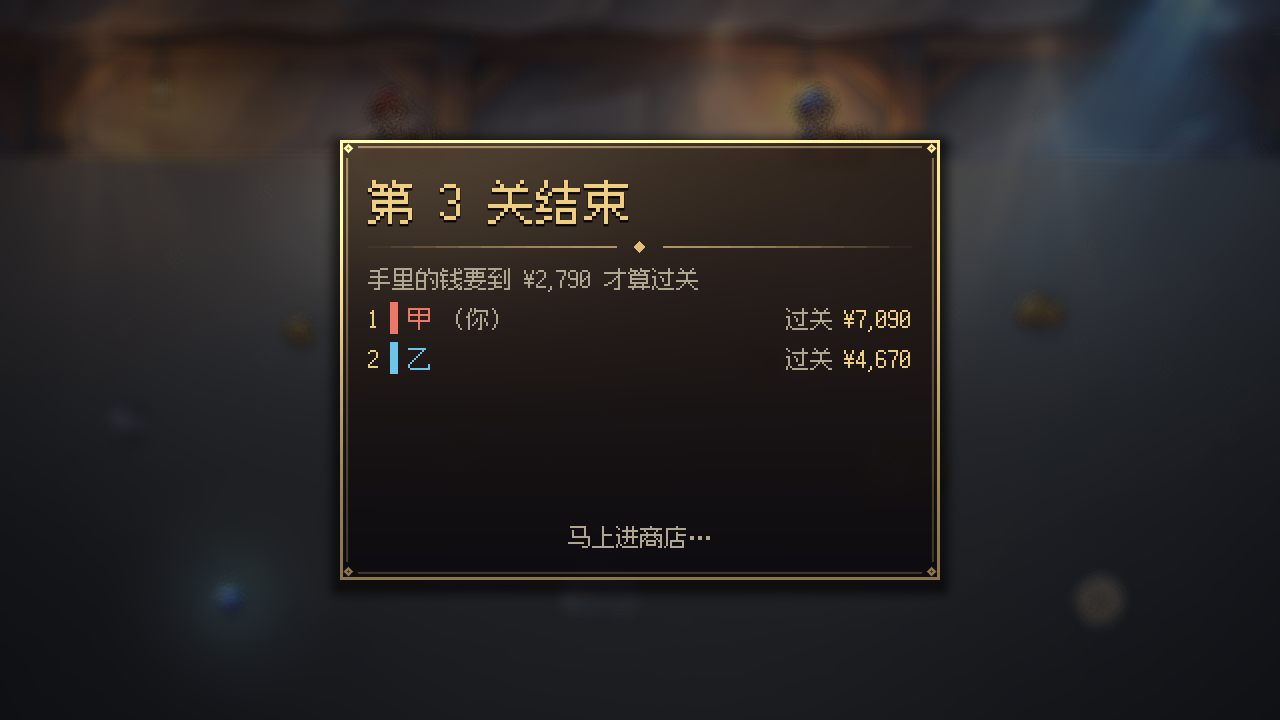 第 3 关结束
手里的钱要到 ¥2,790 才算过关
1 甲 （你） 过关 ¥7,090
2 乙 过关 ¥4,670
马上进商店…